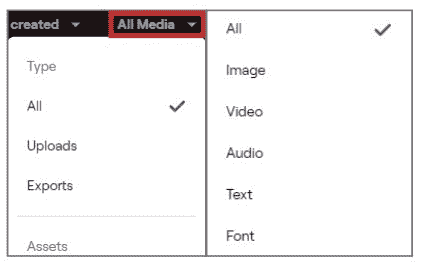 created
All Media
Type
All
Uploads
Exports
Assets
All
Image
Video
Audio
Text
Font